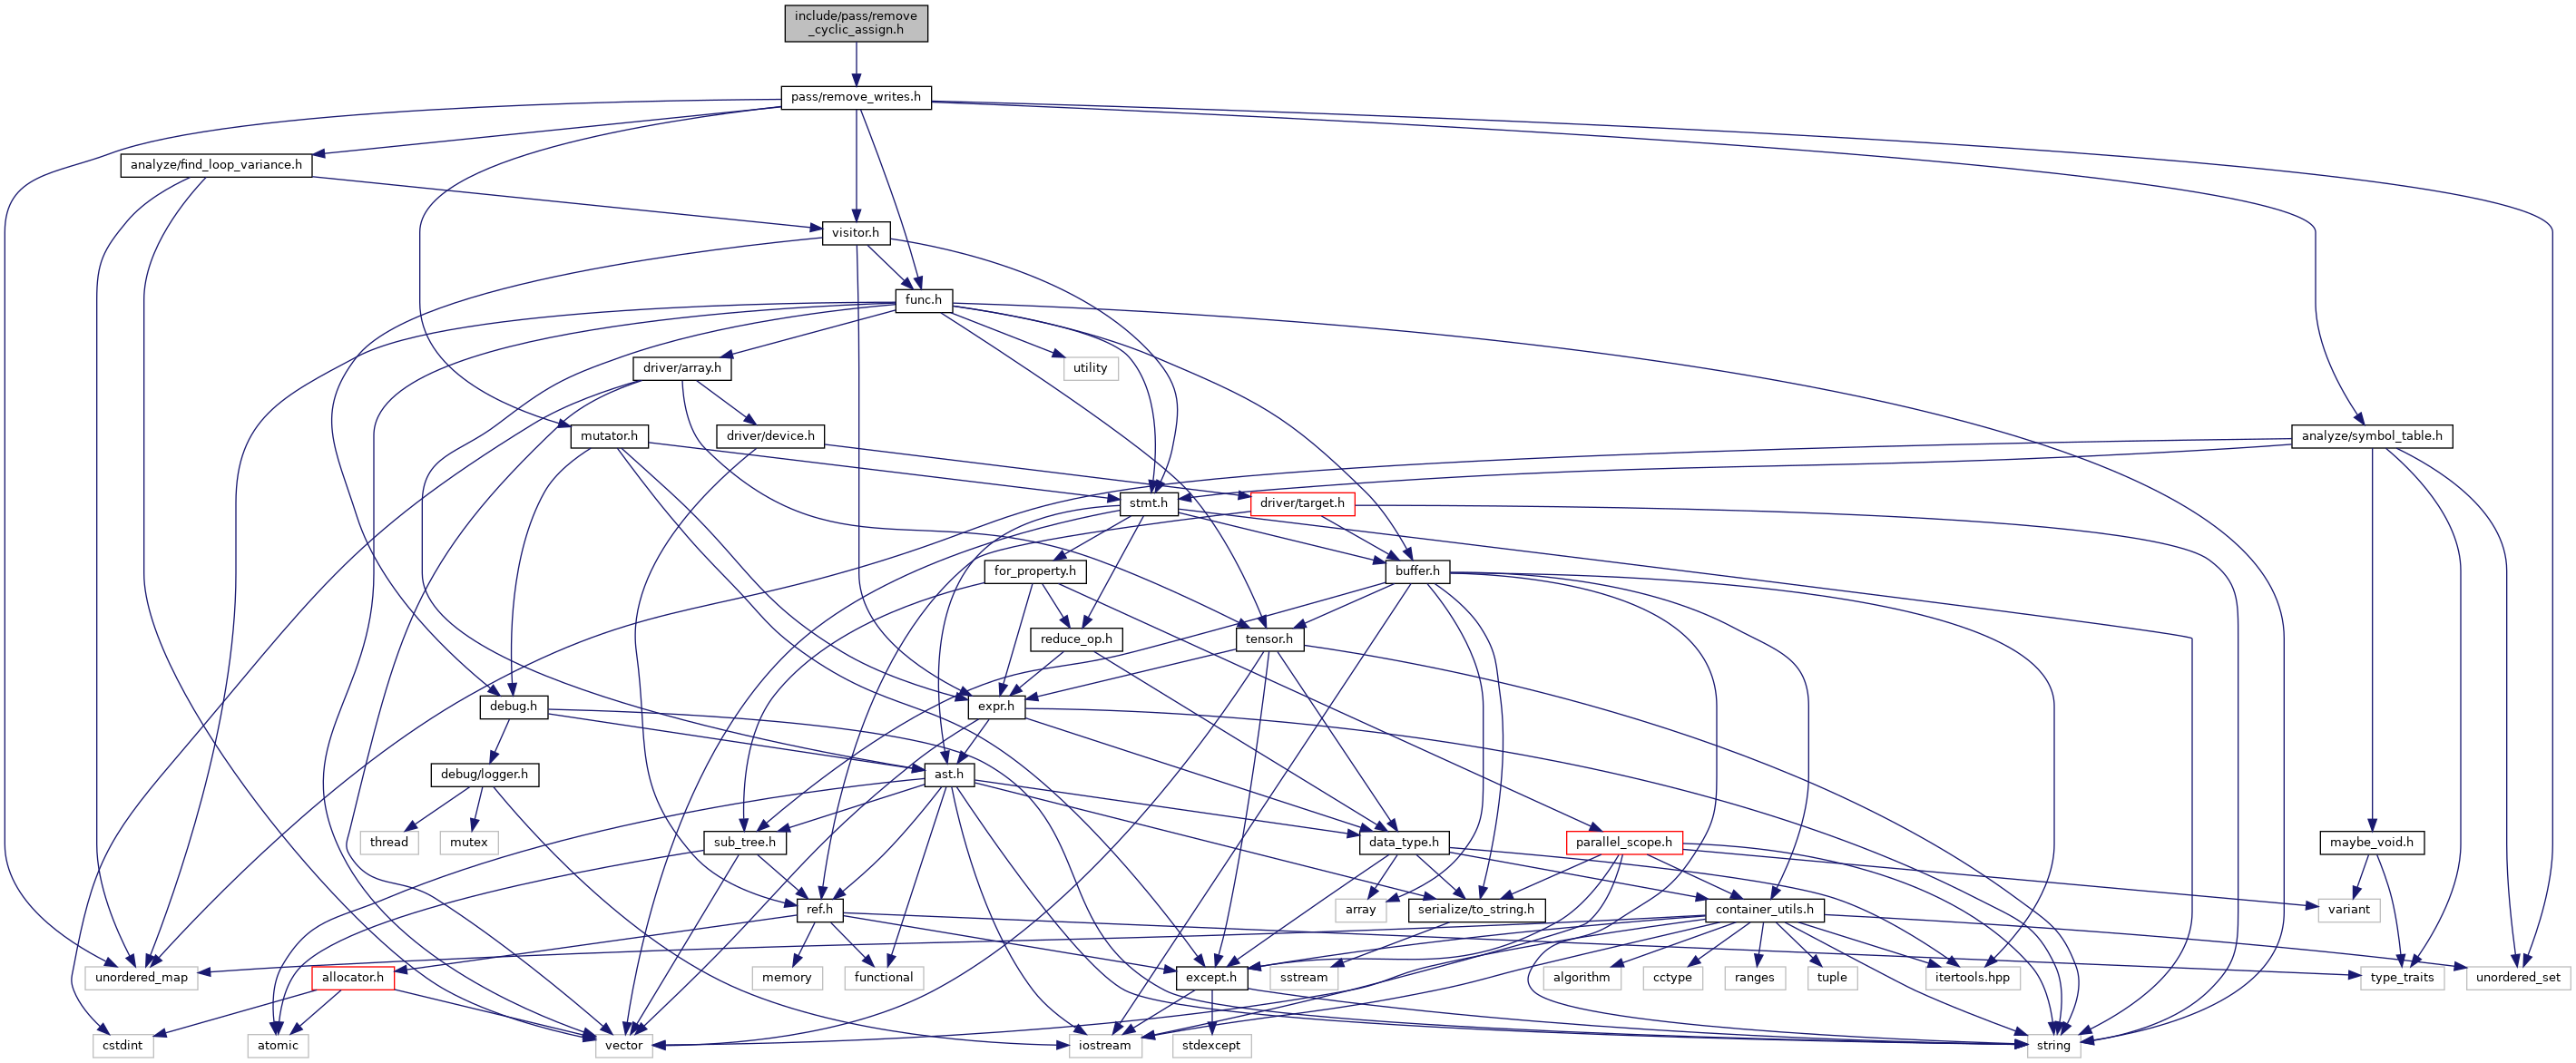 include/pass/remove
_cyclic_assign.h
pass/remove_writes.h
analyze/find_loop_variance.h
visitor.h
func.h
driver/array.h
utility
mutator.h
driver/device.h
analyze/symbol_table.h
stmt.h
driver/target.h
for_property.h
buffer.h
reduce_op.h
tensor.h
debug.h
expr.h
debug/logger.h
ast.h
thread
mutex
sub_tree.h
data_type.h
parallel_scope.h
maybe_void.h
ref.h
array
serialize/to_string.h
container_utils.h
variant
unordered_map
allocator.h
memory
functional
except.h
sstream
algorithm
cctype
ranges
tuple
itertools.hpp
type_traits
unordered_set
cstdint
atomic
vector
iostream
stdexcept
string